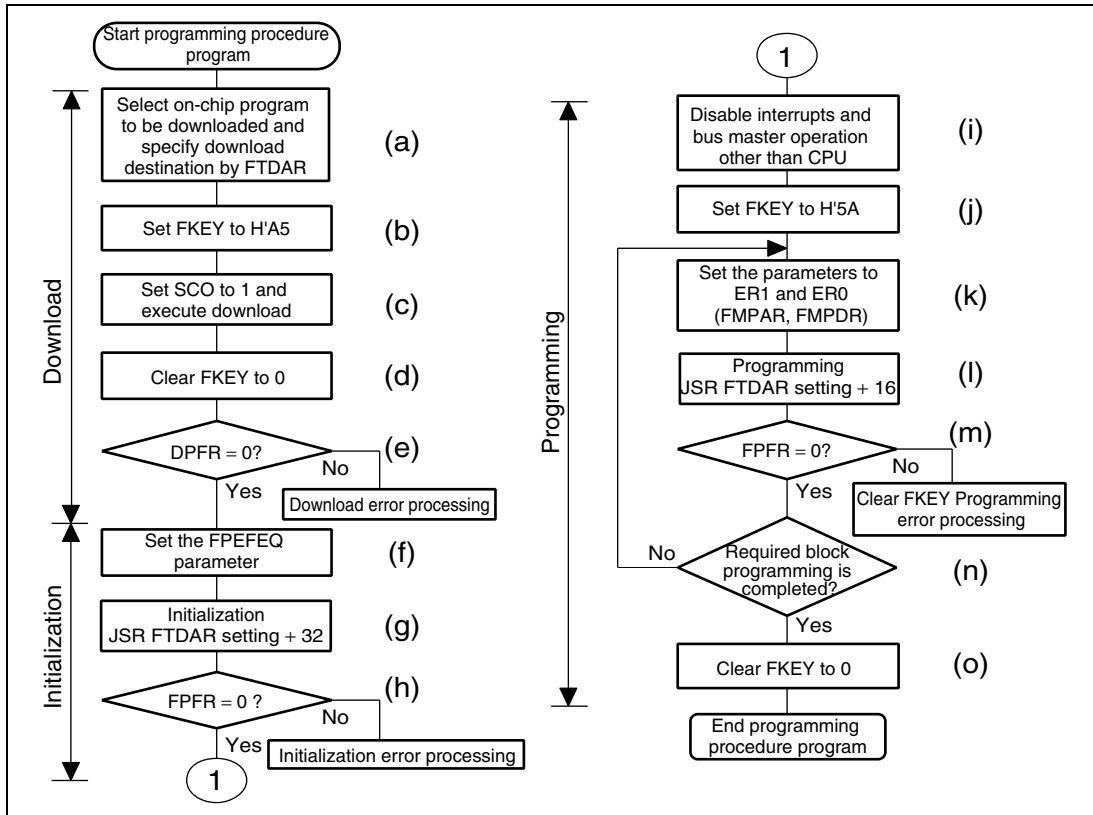 Start programming procedure
program
Select on-chip program
to be downloaded and
specify download
destination by FTDAR
(a)
Set FKEY to H'A5
(b)
Set SCO to 1 and
execute download
(c)
Clear FKEY to 0
(d)
DPFR = 0?
(e)
No
Yes
Download error processing
Download
Set the FPEFEQ
parameter
(f)
Initialization
JSR FTDAR setting + 32
(g)
FPFR = 0 ?
(h)
No
Yes
Initialization error processing
Initialization
1
1
Disable interrupts and
bus master operation
other than CPU
(i)
Set FKEY to H'5A
(j)
Set the parameters to
ER1 and ER0
(FMPAR, FMPDR)
(k)
Programming
JSR FTDAR setting + 16
(l)
FPFR = 0?
(m)
No
Yes
Clear FKEY Programming
error processing
No
Required block
programming is
completed?
(n)
Yes
Clear FKEY to 0
(o)
Programming
End programming
procedure program